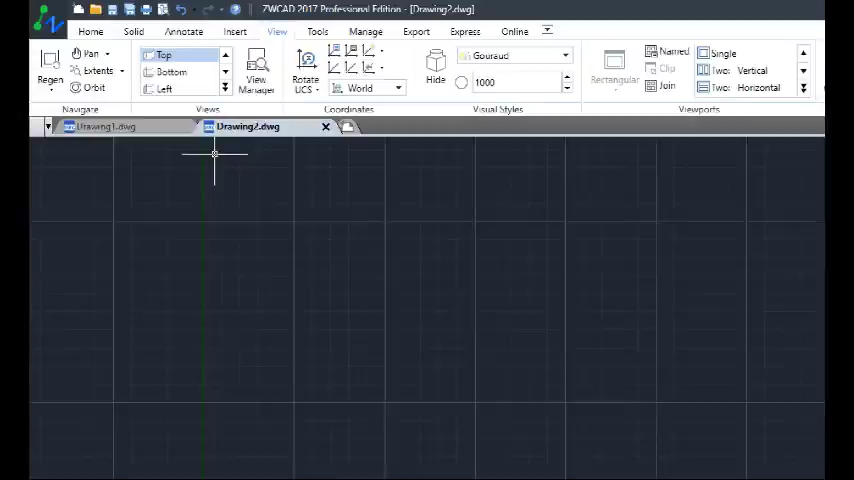 ZWCAD 2017 Professional Edition - [Drawing2.dwg]
Home Solid Annotate Insert View Tools Manage Export Express Online
Regen
Pan
Extents
Orbit
Navigate
Top
Bottom
Left
View
Manager
Views
Rotate
UCS
World
Coordinates
Hide
Gouraud
1000
Visual Styles
Rectangular
Named
Clip
Join
Single
Two: Vertical
Two: Horizontal
Viewports
Drawing1.dwg Drawing2.dwg